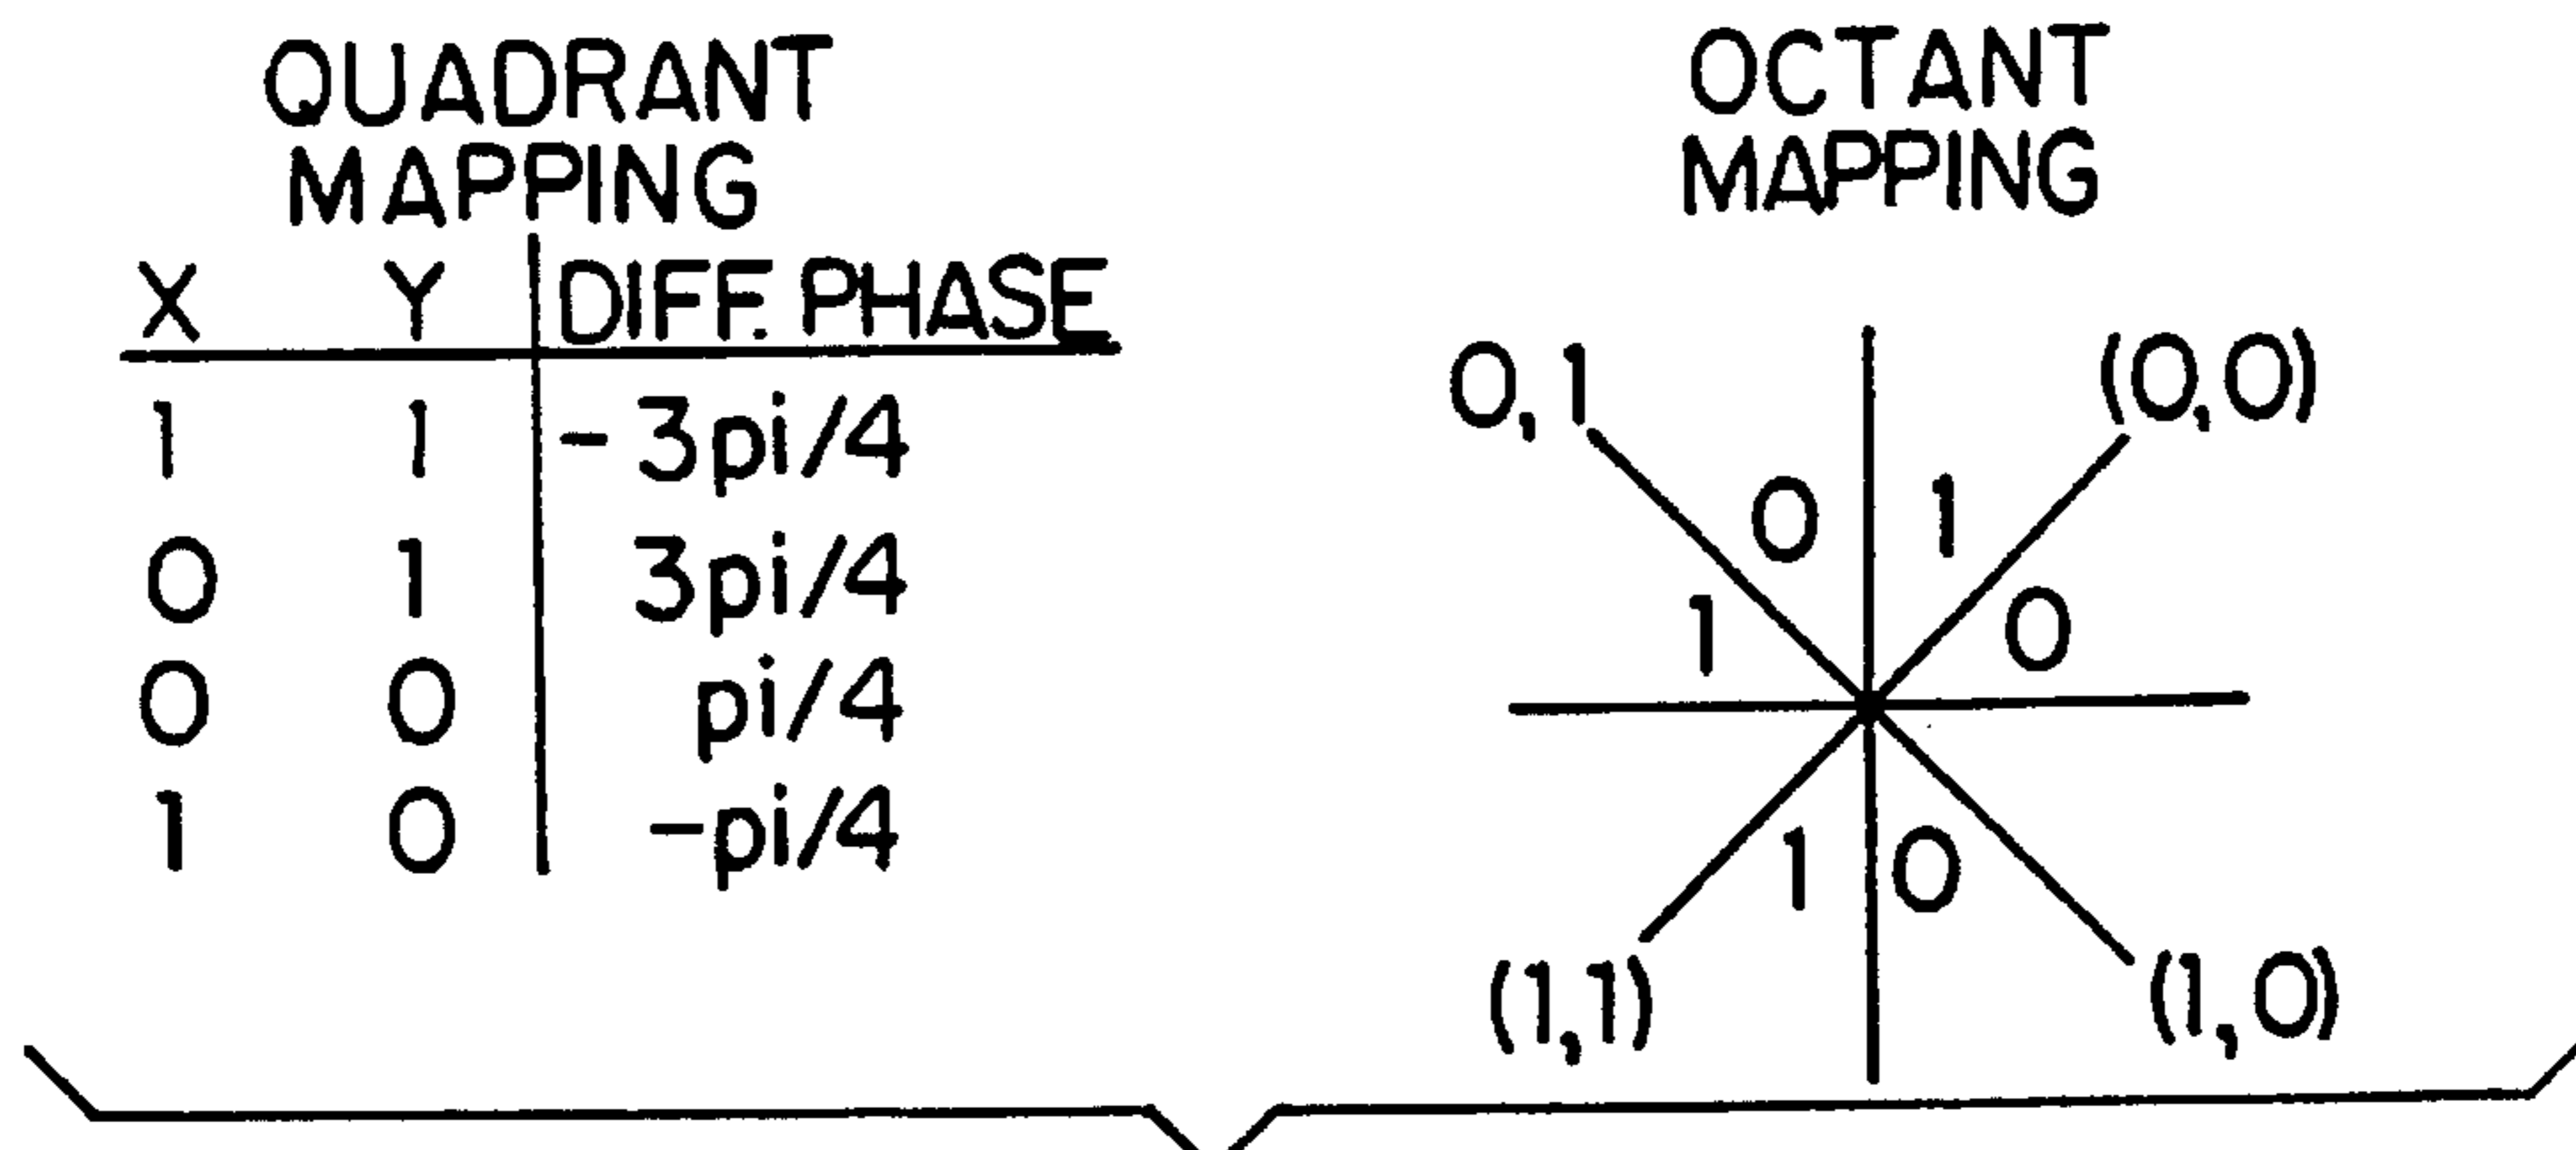 QUADRANT
MAPPING
X Y DIFF. PHASE
1 1 -3pi/4
0 1 3pi/4
0 0 pi/4
1 0 -pi/4
OCTANT
MAPPING
0,1 (0,0)
0 1
1 0
1 0
(1,1) (1,0)